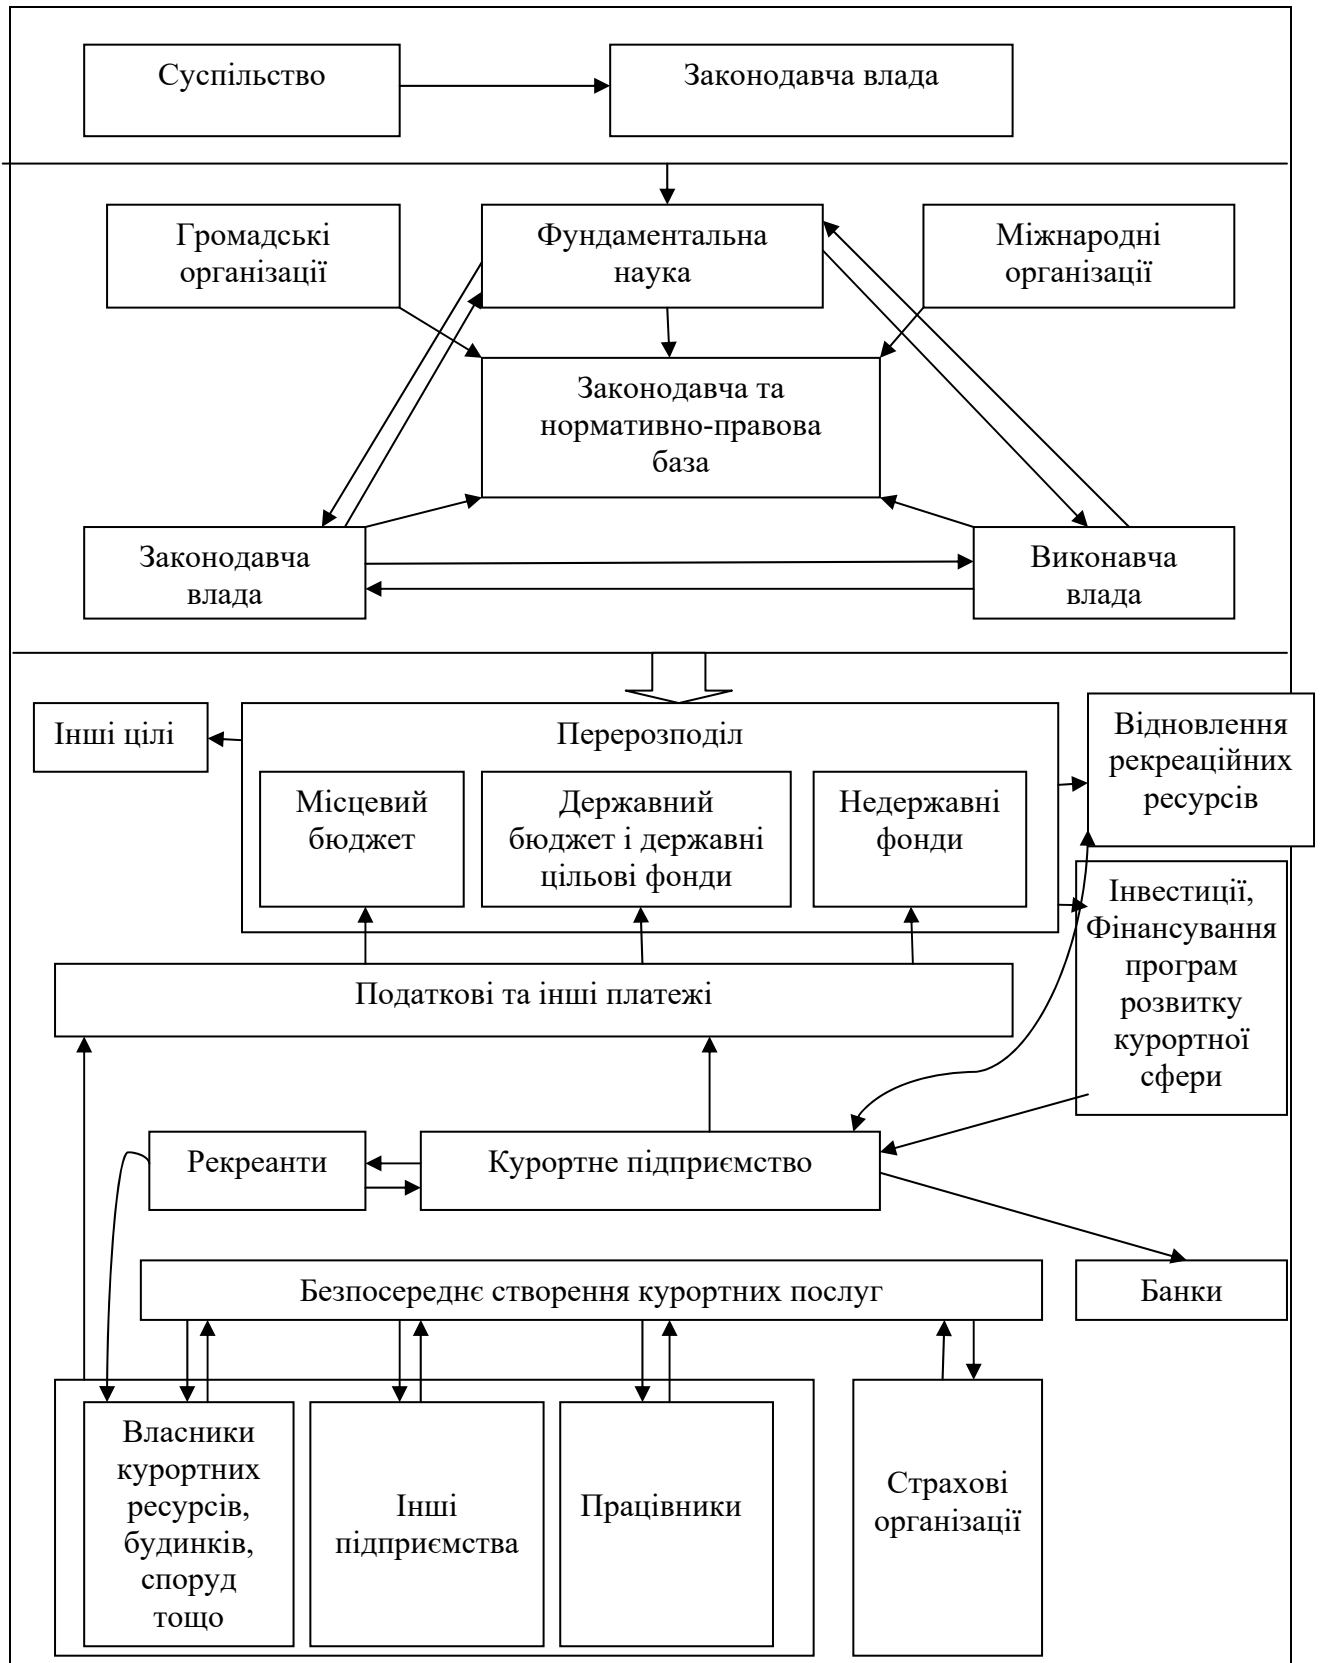 Суспільство
Законодавча влада
Громадські
організації
Фундаментальна
наука
Міжнародні
організації
Законодавча та
нормативно-правова
база
Законодавча
влада
Виконавча
влада
Інші цілі
Перерозподіл
Відновлення
рекреаційних
ресурсів
Місцевий
бюджет
Державний
бюджет і державні
цільові фонди
Недержавні
фонди
Інвестиції,
Фінансування
програм
розвитку
курортної
сфери
Податкові та інші платежі
Рекреанти
Курортне підприємство
Безпосереднє створення курортних послуг
Банки
Власники
курортних
ресурсів,
будинків,
споруд
тощо
Інші
підприємства
Працівники
Страхові
організації